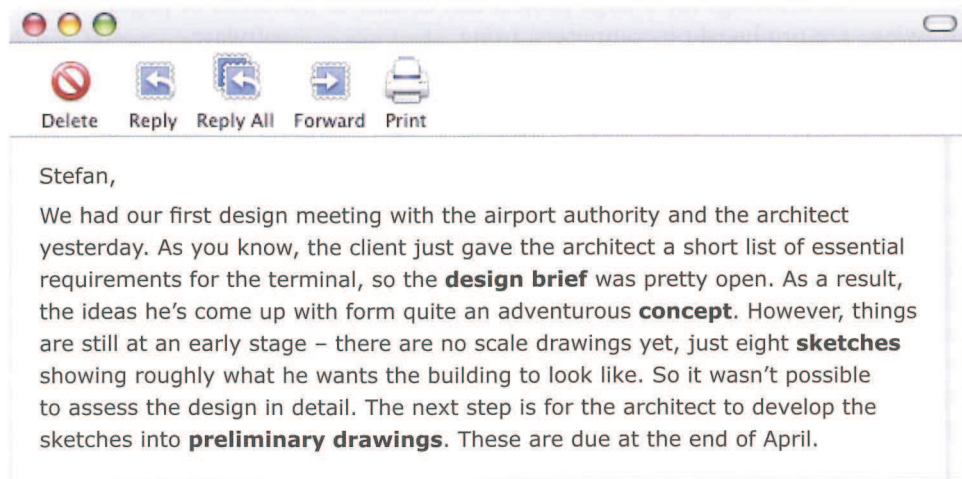 Delete Reply Reply All Forward Print
Stefan,
We had our first design meeting with the airport authority and the architect
yesterday. As you know, the client just gave the architect a short list of essential
requirements for the terminal, so the design brief was pretty open. As a result,
the ideas he's come up with form quite an adventurous concept. However, things
are still at an early stage – there are no scale drawings yet, just eight sketches
showing roughly what he wants the building to look like. So it wasn't possible
to assess the design in detail. The next step is for the architect to develop the
sketches into preliminary drawings. These are due at the end of April.